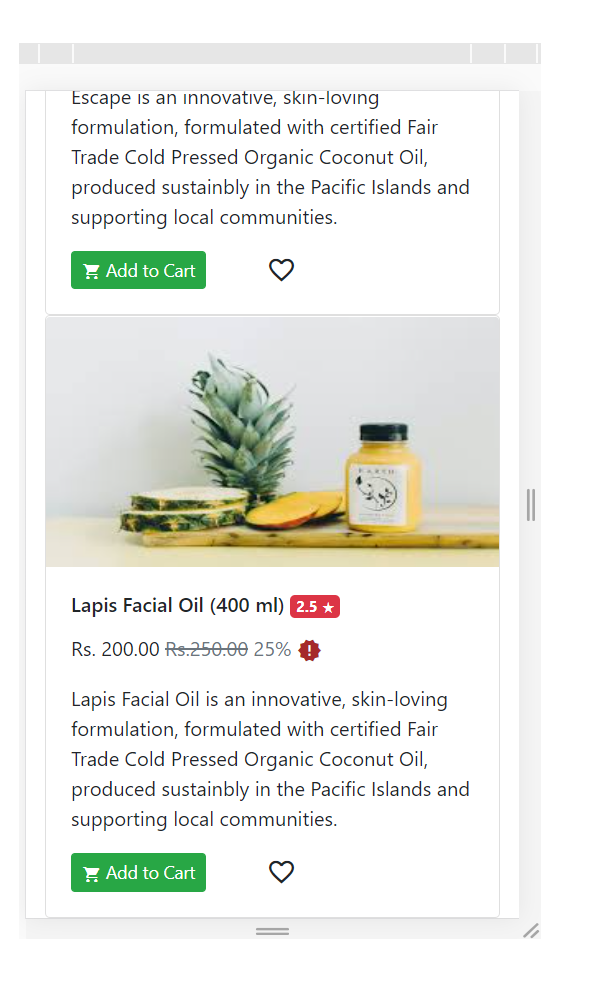 Escape is an innovative, skin-loving
formulation, formulated with certified Fair
Trade Cold Pressed Organic Coconut Oil,
produced sustainbly in the Pacific Islands and
supporting local communities.
Add to Cart
EARTH
Lapis Facial Oil (400 ml) 2.5 ★
Rs. 200.00 Rs.250.00 25%
Lapis Facial Oil is an innovative, skin-loving
formulation, formulated with certified Fair
Trade Cold Pressed Organic Coconut Oil,
produced sustainbly in the Pacific Islands and
supporting local communities.
Add to Cart